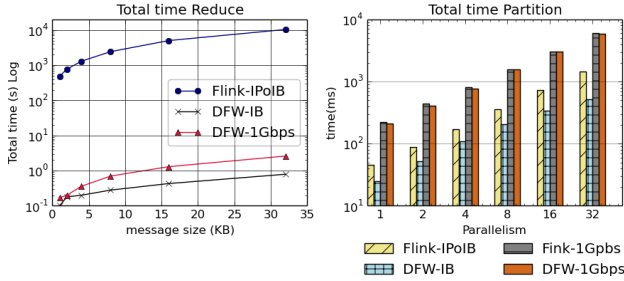 Total time Reduce
Total time (s) Log
10^4
10^3
10^2
10^1
10^0
10^-1
0 5 10 15 20 25 30 35
message size (KB)
Flink-IPoIB
DFW-IB
DFW-1Gbps
Total time Partition
time(ms)
10^4
10^3
10^2
10^1
1 2 4 8 16 32
Parallelism
Flink-IPoIB
DFW-IB
Fink-1Gpbs
DFW-1Gbps